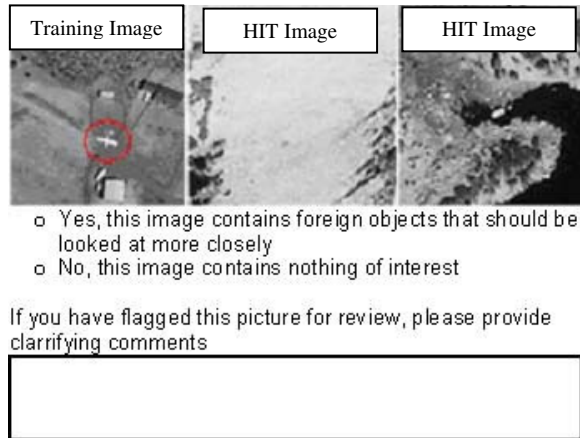 Training Image
HIT Image
HIT Image
o Yes, this image contains foreign objects that should be
looked at more closely
o No, this image contains nothing of interest
If you have flagged this picture for review, please provide
clarrifying comments